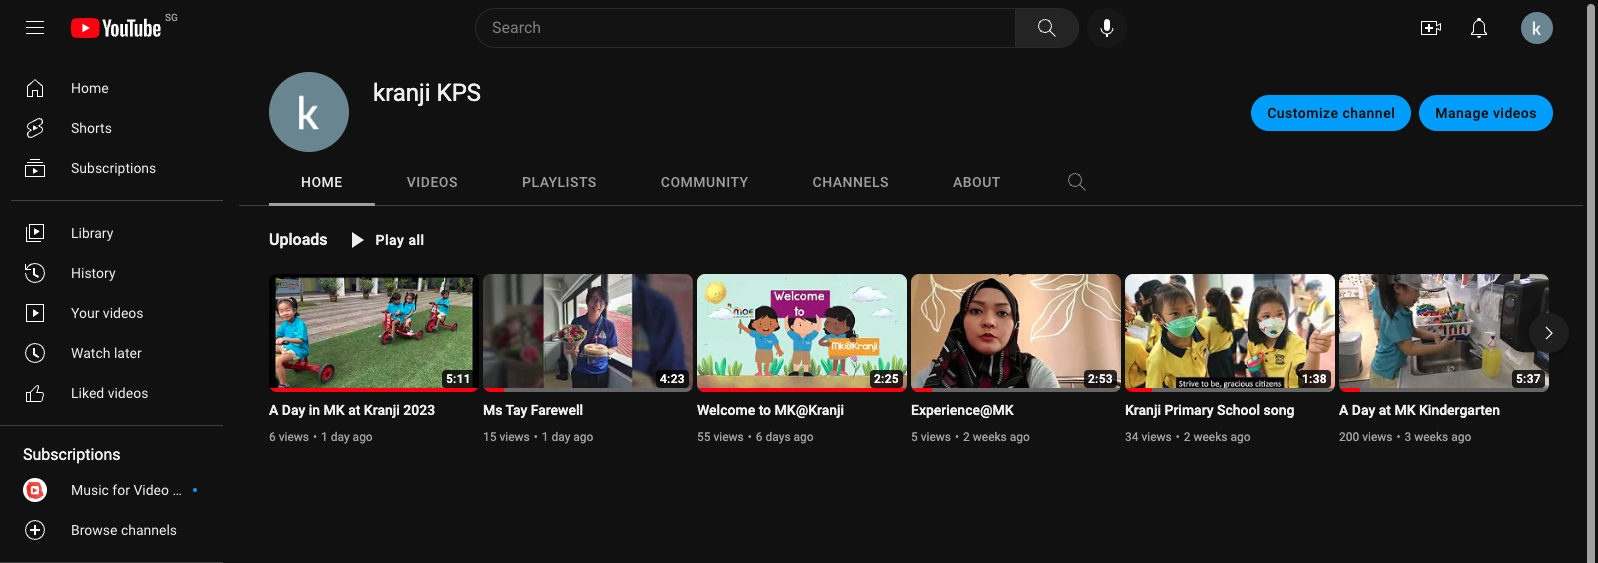 YouTube SG
Search
k
Home
Shorts
Subscriptions
Library
History
Your videos
Watch later
Liked videos
Subscriptions
Music for Video ...
Browse channels
k
kranji KPS
Customize channel
Manage videos
HOME VIDEOS PLAYLISTS COMMUNITY CHANNELS ABOUT
Uploads Play all
5:11
A Day in MK at Kranji 2023
6 views • 1 day ago
4:23
Ms Tay Farewell
15 views • 1 day ago
Welcome
to
moe
MK@Kranji
2:25
Welcome to MK@Kranji
55 views • 6 days ago
2:53
Experience@MK
5 views • 2 weeks ago
Strive to be, gracious citizens
1:38
Kranji Primary School song
34 views • 2 weeks ago
5:37
A Day at MK Kindergarten
200 views • 3 weeks ago